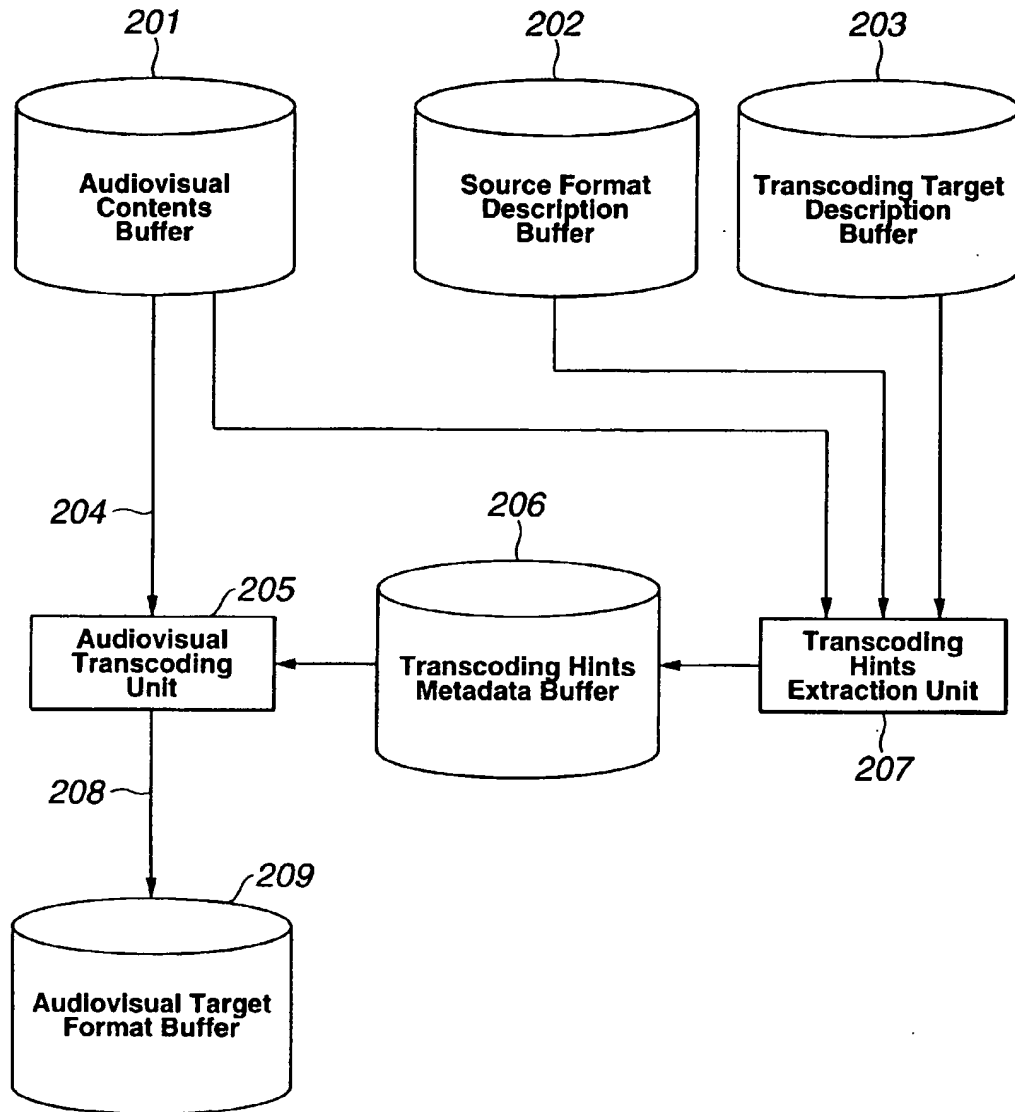 201
202
203
Audiovisual
Contents
Buffer
Source Format
Description
Buffer
Transcoding Target
Description
Buffer
204
206
205
Audiovisual
Transcoding
Unit
Transcoding Hints
Metadata Buffer
Transcoding
Hints
Extraction Unit
207
208
209
Audiovisual Target
Format Buffer